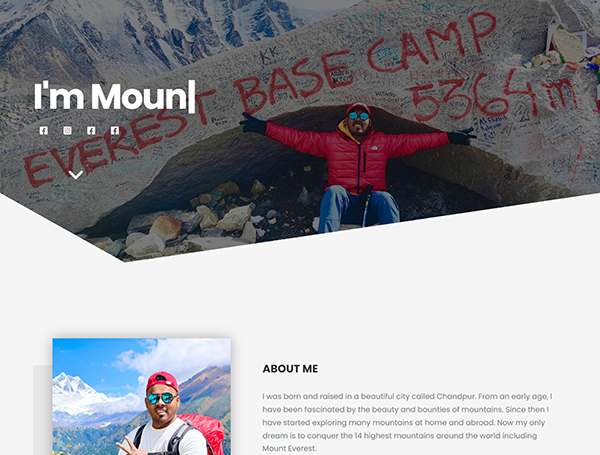 EVEREST BASE CAMP
5364m
KK
I'm Moun
ABOUT ME
I was born and raised in a beautiful city called Chandpur. From an early age, I
have been fascinated by the beauty and bounties of mountains. Since then I
have started exploring many mountains at home and abroad. Now my only
dream is to conquer the 14 highest mountains around the world including
Mount Everest.